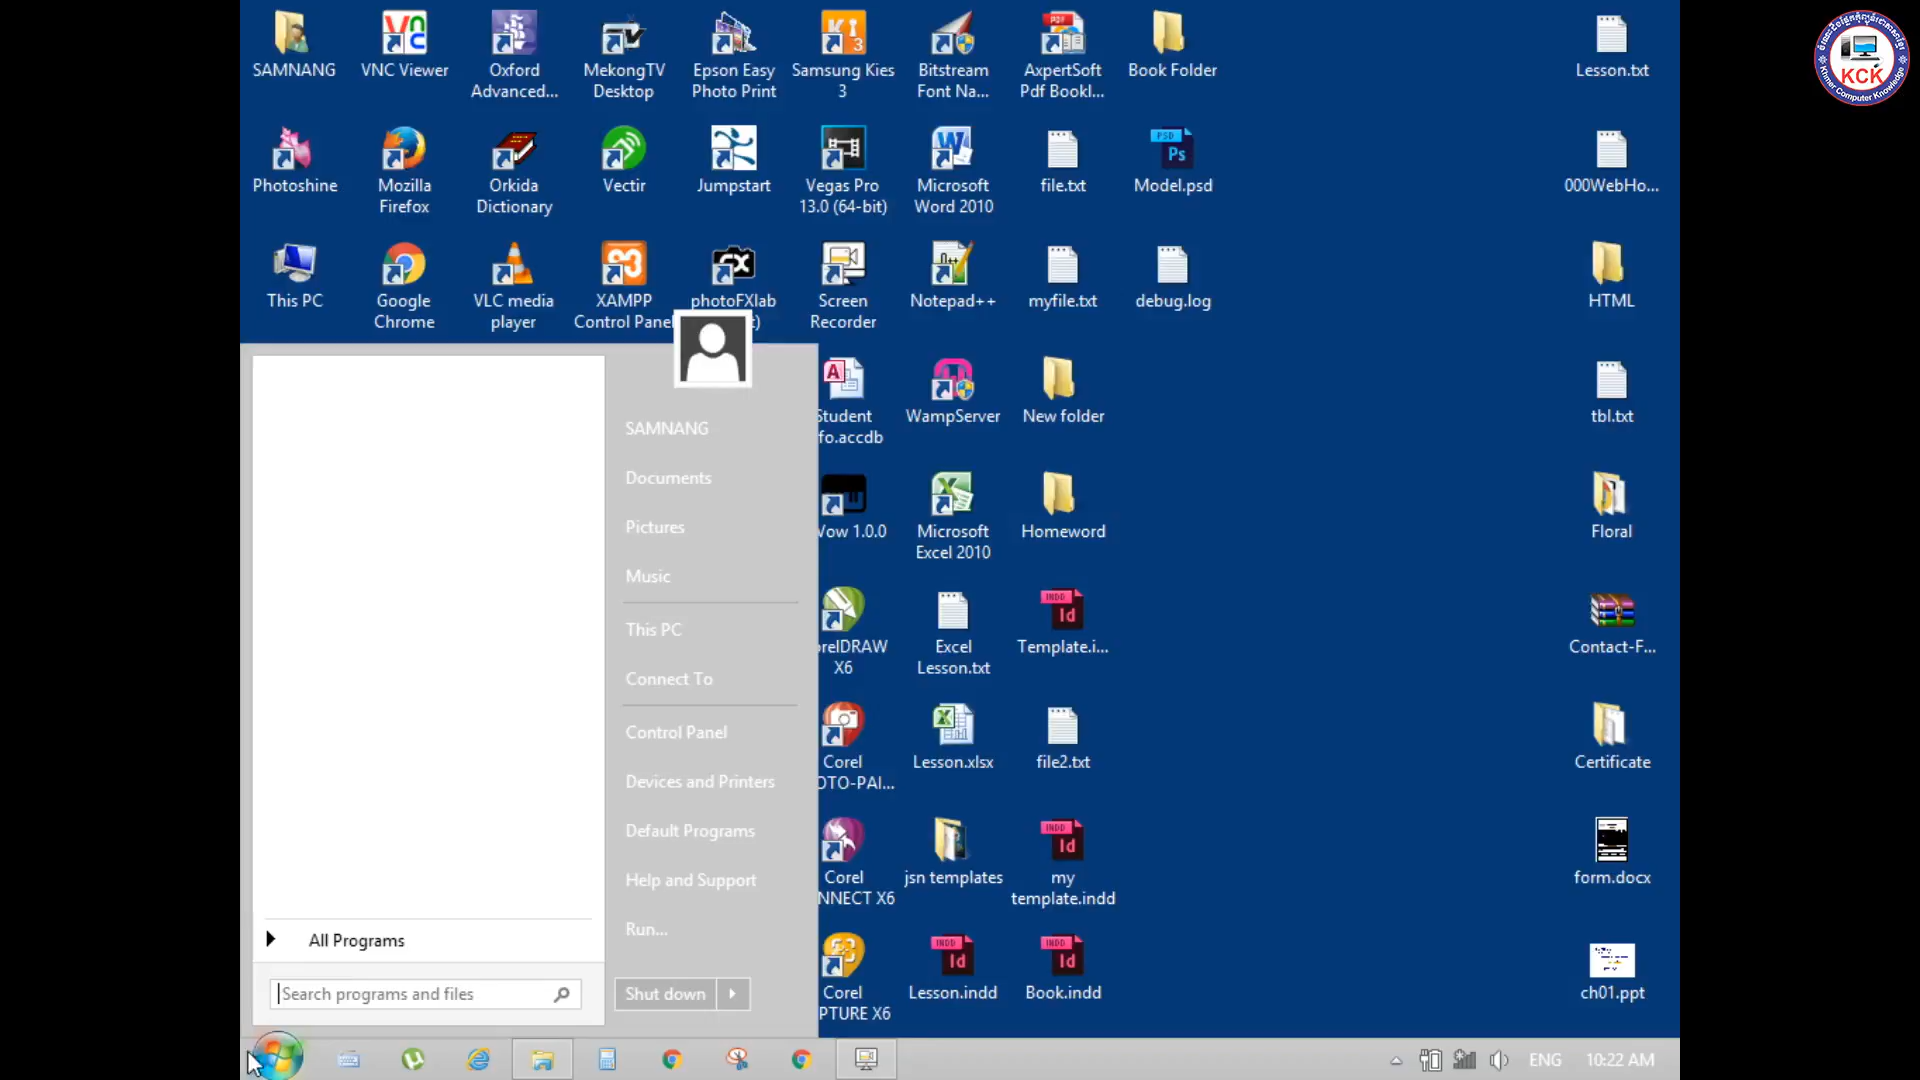 SAMNANG
VNC Viewer
Oxford
Advanced...
MekongTV
Desktop
Epson Easy
Photo Print
Samsung Kies
3
Bitstream
Font Na...
AxpertSoft
Pdf Bookl...
Book Folder
Lesson.txt
KCK
Khmer Computer Knowledge
Photoshine
Mozilla
Firefox
Orkida
Dictionary
Vectir
Jumpstart
Vegas Pro
13.0 (64-bit)
Microsoft
Word 2010
file.txt
Model.psd
000WebHo...
This PC
Google
Chrome
VLC media
player
XAMPP
Control Panel
photoFXlab
t)
Screen
Recorder
Notepad++
myfile.txt
debug.log
HTML
Student
fo.accdb
WampServer
New folder
tbl.txt
Wow 1.0.0
Microsoft
Excel 2010
Homeword
Floral
orelDRAW
X6
Excel
Lesson.txt
Template.i...
Contact-F...
Corel
OTO-PAI...
Lesson.xlsx
file2.txt
Certificate
Corel
NNECT X6
jsn templates
my
template.indd
form.docx
Corel
PTURE X6
Lesson.indd
Book.indd
ch01.ppt
SAMNANG
Documents
Pictures
Music
This PC
Connect To
Control Panel
Devices and Printers
Default Programs
Help and Support
Run...
All Programs
Search programs and files
Shut down
ENG
10:22 AM